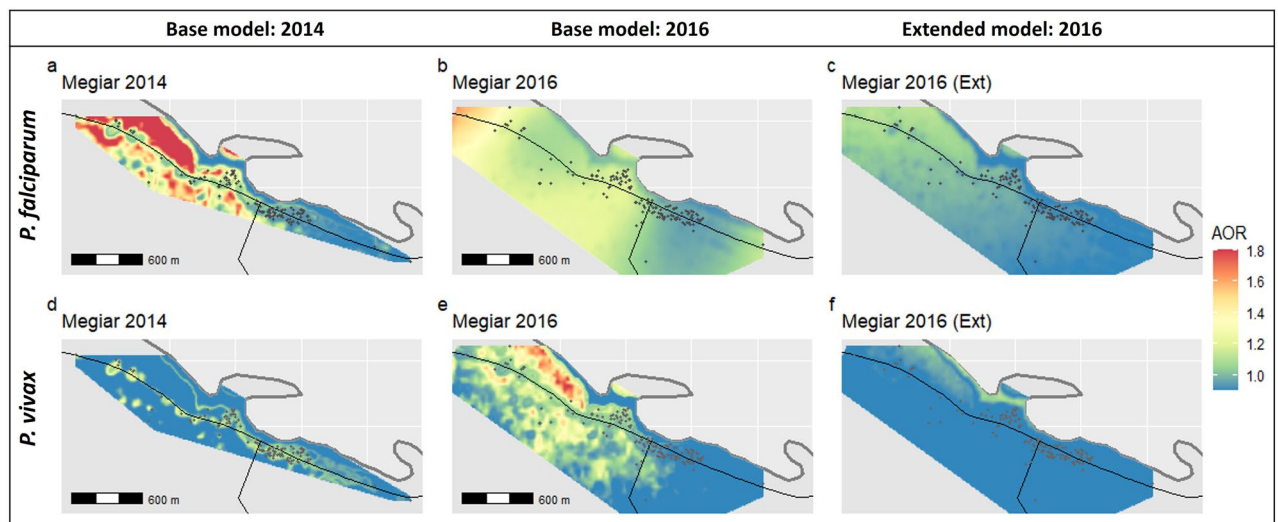 Base model: 2014 Base model: 2016 Extended model: 2016
P. falciparum
a
Megiar 2014
600 m
b
Megiar 2016
c
Megiar 2016 (Ext)
P. vivax
d
Megiar 2014
600 m
e
Megiar 2016
600 m
f
Megiar 2016 (Ext)
AOR
1.8
1.6
1.4
1.2
1.0